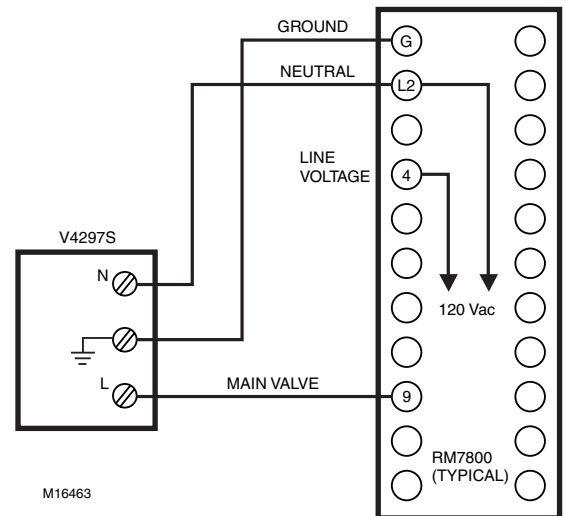 GROUND
G
NEUTRAL
L2
LINE
VOLTAGE
4
V4297S
N
120 Vac
L
MAIN VALVE
9
RM7800
(TYPICAL)
M16463